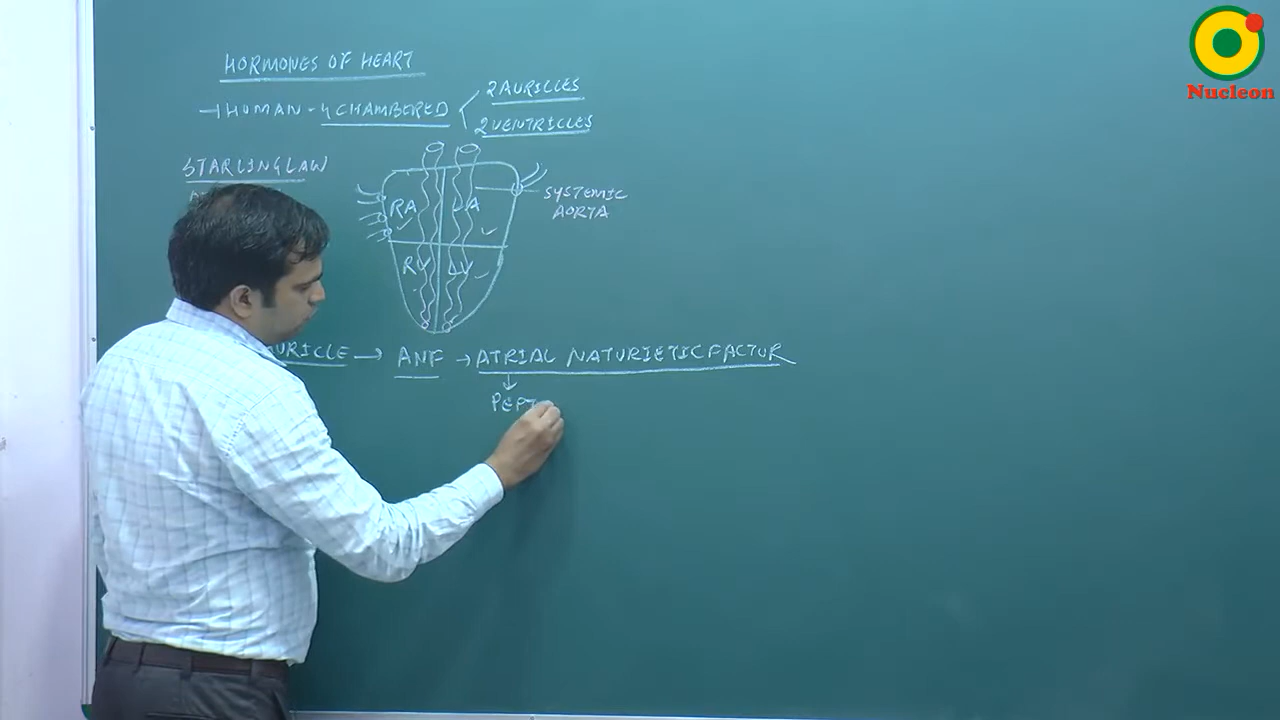 HORMONES OF HEART
→ HUMAN - 4 CHAMBERED
2 AURICLES
2 VENTRICLES
STARLING LAW
RA
LA
SYSTEMIC
AORTA
RV
LV
URICLE → ANF → ATRIAL NATURIETIC FACTOR
PEPT
Nucleon